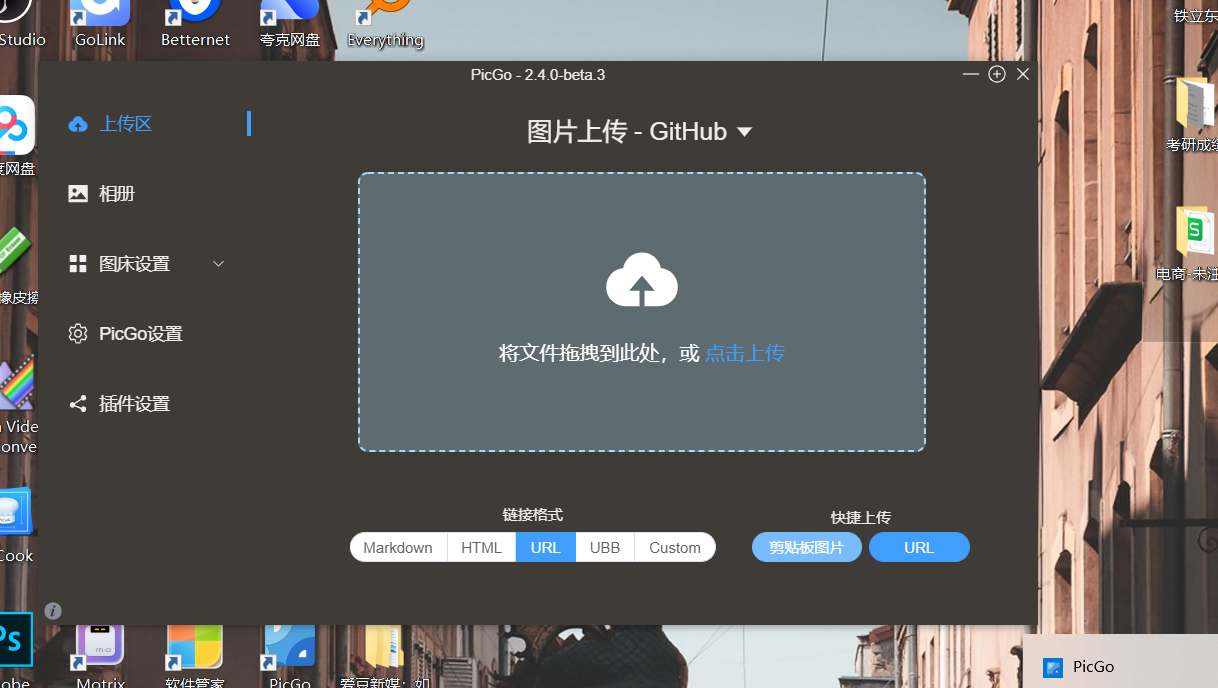 Studio
GoLink
Betternet
夸克网盘
Everything
铁立东
PicGo - 2.4.0-beta.3
上传区
图片上传 - GitHub
度网盘
考研成绩
相册
图床设置
电商·未注
橡皮擦
PicGo设置
将文件拖拽到此处，或 点击上传
插件设置
Vide
onve
链接格式
快捷上传
Markdown
HTML
URL
UBB
Custom
剪贴板图片
URL
Cook
Ps
obe
Motrix
软件管家
PicGo
爱豆新媒：如
PicGo